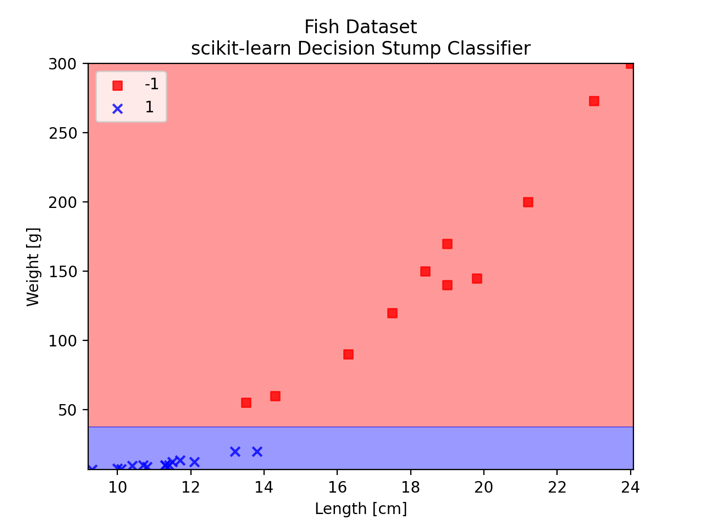 Fish Dataset
scikit-learn Decision Stump Classifier
-1
1
300
250
200
150
100
50
Weight [g]
10 12 14 16 18 20 22 24
Length [cm]